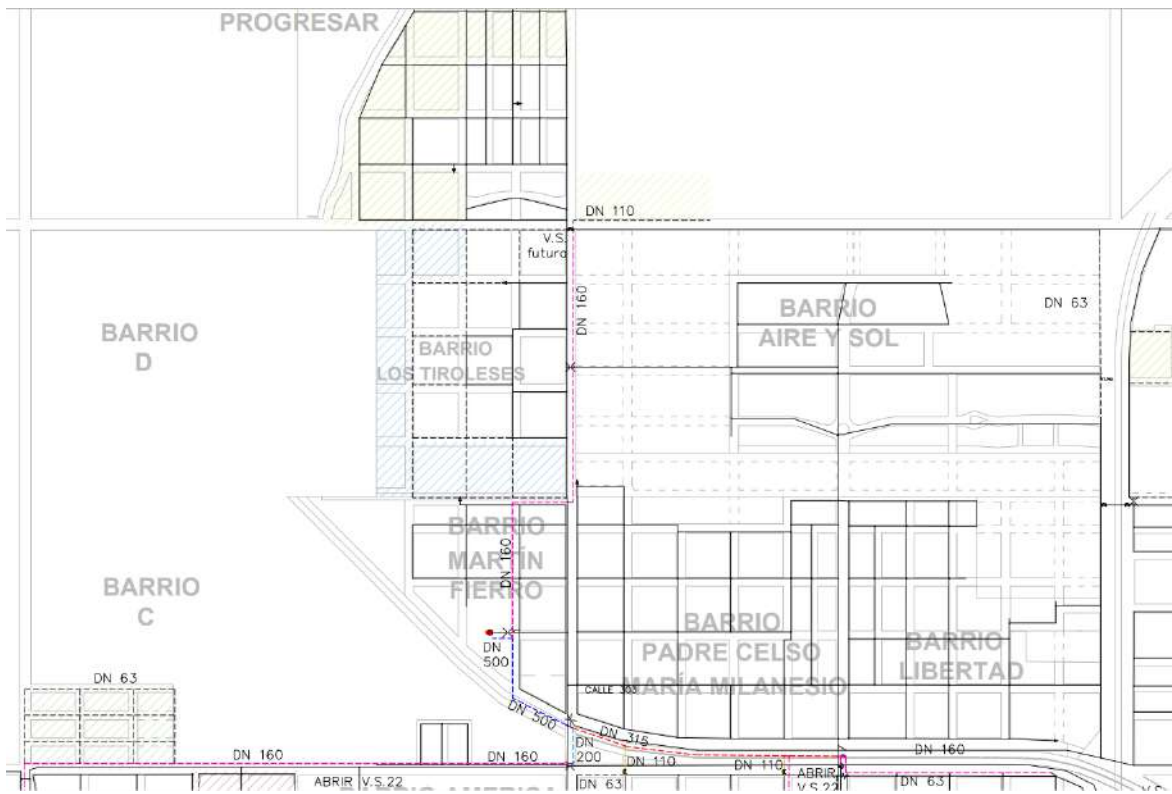 PROGRESAR
DN 110
V.S.
futura
DN 160
BARRIO
AIRE Y SOL
DN 63
BARRIO
D
BARRIO
LOS TIROLESES
BARRIO
MARTÍN
FIERRO
DN 160
BARRIO
C
BARRIO
PADRE CELSO
MARÍA MILANESIO
BARRIO
LIBERTAD
DN
500
CALLE 303
DN 63
DN 500
DN 315
DN 160
DN 160
DN 160
DN
200
DN 110
DN 110
ABRIR V.S.22
DN 63
ABRIR
V.S.22
DN 63
BARRIO AMERICA
V.S